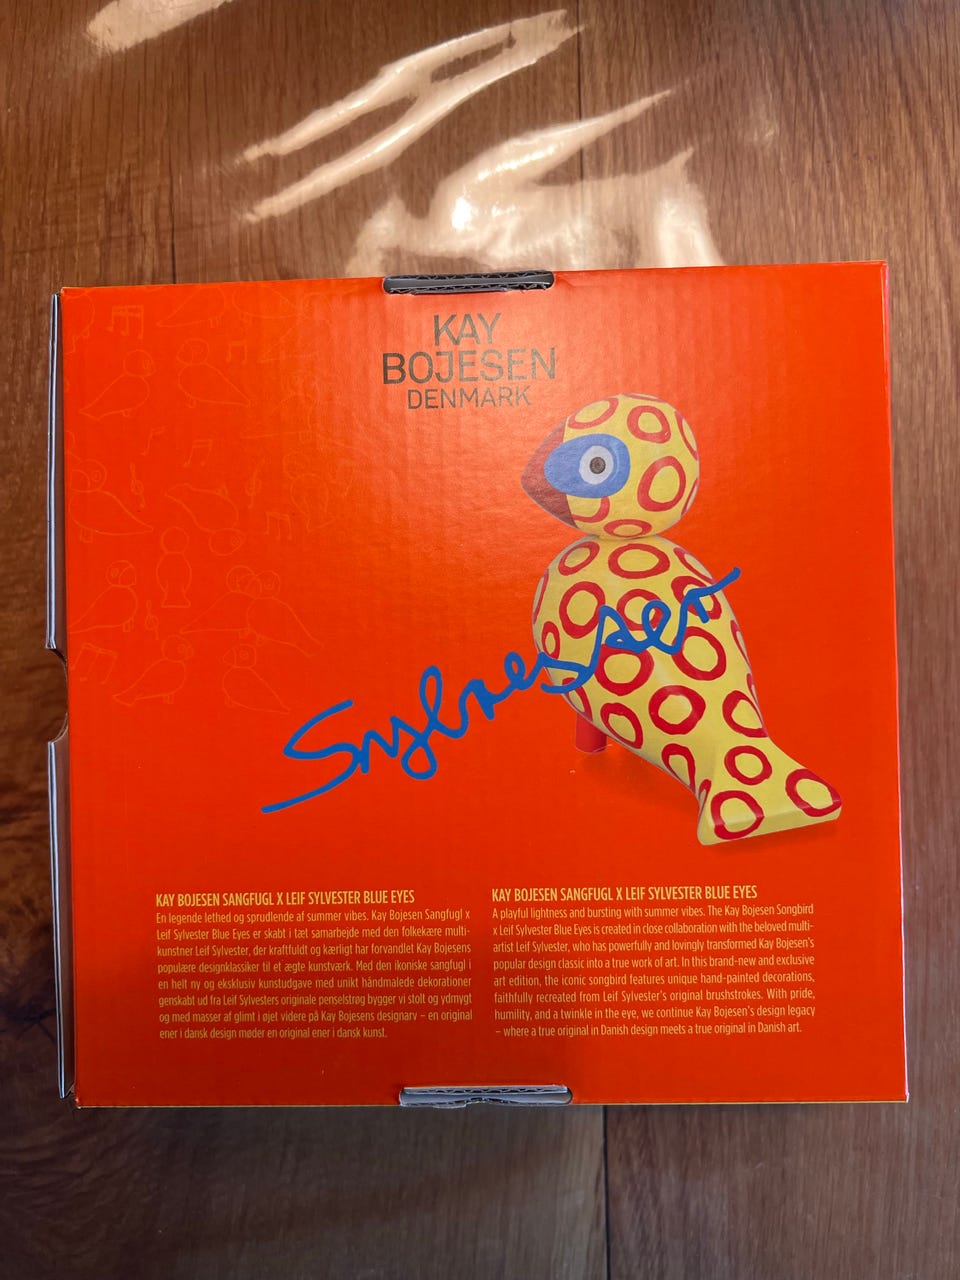 KAY
BOJESEN
DENMARK
Sylvester
KAY BOJESEN SANGFUGL X LEIF SYLVESTER BLUE EYES
En legende lethed og sprudlende af summer vibes. Kay Bojesen Sangfugl x
Leif Sylvester Blue Eyes er skabt i tæt samarbejde med den folkekære multi-
kunstner Leif Sylvester, der kraftfuldt og kærligt har forvandlet Kay Bojesens
populære designklassiker til et ægte kunstværk. Med den ikoniske sangfugl i
en helt ny og eksklusiv kunstudgave med unikt håndmalede dekorationer
genskabt ud fra Leif Sylvesters originale penselstrøg bygger vi stolt og ydmygt
og med masser af glimt i øjet videre på Kay Bojesens designarv – en original
ener i dansk design møder en original ener i dansk kunst.
KAY BOJESEN SANGFUGL X LEIF SYLVESTER BLUE EYES
A playful lightness and bursting with summer vibes. The Kay Bojesen Songbird
x Leif Sylvester Blue Eyes is created in close collaboration with the beloved multi-
artist Leif Sylvester, who has powerfully and lovingly transformed Kay Bojesen's
popular design classic into a true work of art. In this brand-new and exclusive
art edition, the iconic songbird features unique hand-painted decorations,
faithfully recreated from Leif Sylvester's original brushstrokes. With pride,
humility, and a twinkle in the eye, we continue Kay Bojesen's design legacy
– where a true original in Danish design meets a true original in Danish art.